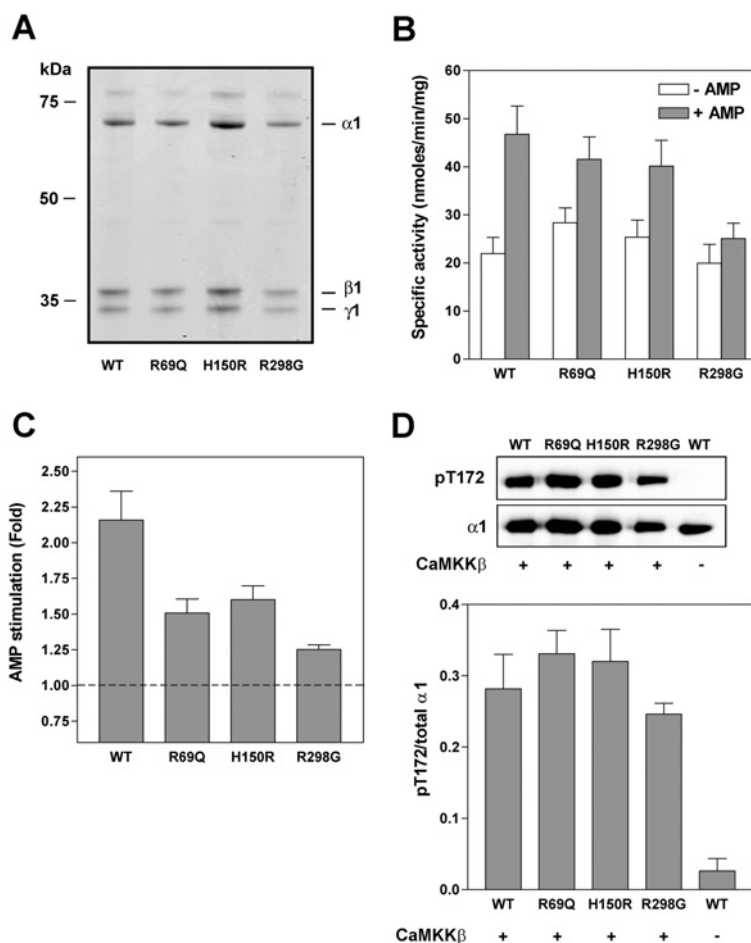 A
kDa
75
50
35
α1
β1
γ1
WT R69Q H150R R298G
B
Specific activity (nmoles/min/mg)
60
50
40
30
20
10
0
- AMP
+ AMP
WT R69Q H150R R298G
C
AMP stimulation (Fold)
2.50
2.25
2.00
1.75
1.50
1.25
1.00
0.75
WT R69Q H150R R298G
D
WT R69Q H150R R298G WT
pT172
α1
CaMKKβ + + + + -
pT172/total α 1
0.4
0.3
0.2
0.1
0.0
WT R69Q H150R R298G WT
CaMKKβ + + + + -